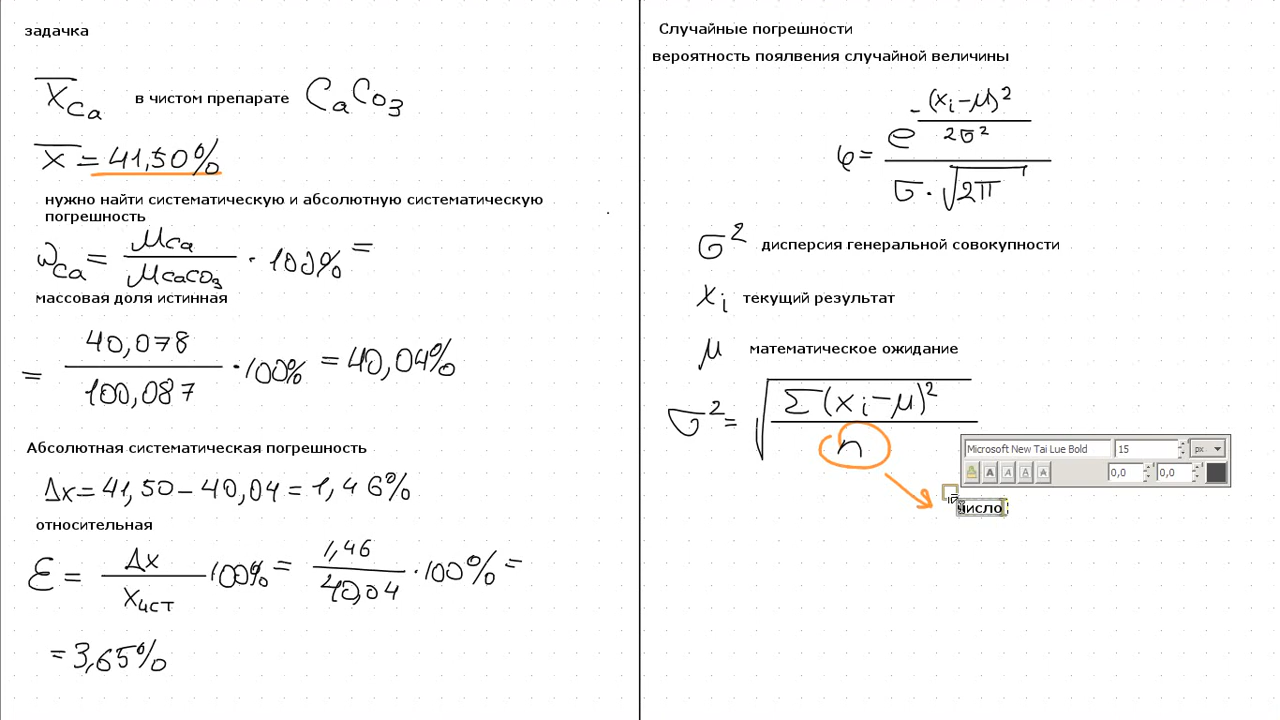 задачка
X̅Ca в чистом препарате CaCO3
X̅ = 41,50%
нужно найти систематическую и абсолютную систематическую
погрешность
ωCa = MCa / MCaCO3 · 100% =
массовая доля истинная
= 40,078 / 100,087 · 100% = 40,04%
Абсолютная систематическая погрешность
Δx = 41,50 – 40,04 = 1,46%
относительная
Ɛ = Δx / xист 100% = 1,46 / 40,04 · 100% =
= 3,65%
Случайные погрешности
вероятность поялвения случайной величины
φ = e^(-(xi-μ)²/2σ²) / σ·√2π
σ² дисперсия генеральной совокупности
xi текущий результат
μ математическое ожидание
σ² = √(Σ(xi-μ)² / n)
Microsoft New Tai Lue Bold 15 px
A A A A 0,0 0,0
число